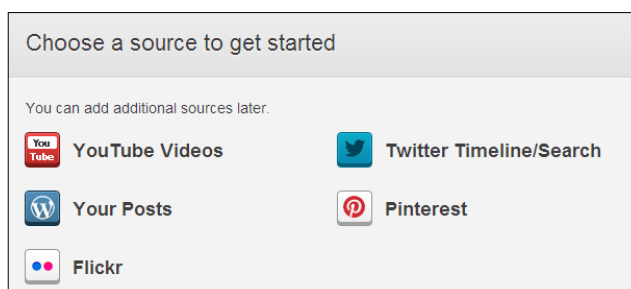 Choose a source to get started
You can add additional sources later.
You Tube YouTube Videos
Twitter Timeline/Search
Your Posts
Pinterest
Flickr